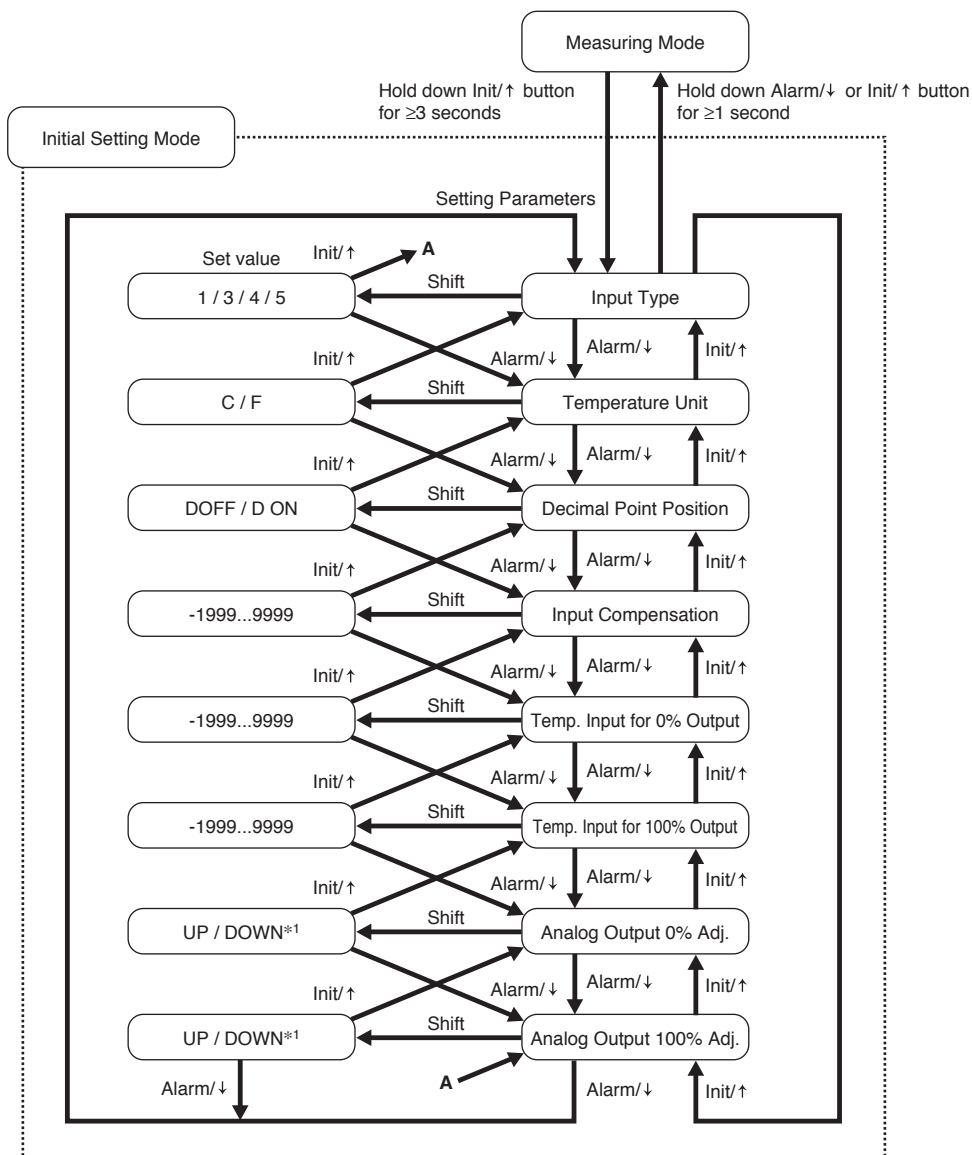 Measuring Mode
Hold down Init/↑ button
for ≥3 seconds
Hold down Alarm/↓ or Init/↑ button
for ≥1 second
Initial Setting Mode
Setting Parameters
Set value
Init/↑
A
1 / 3 / 4 / 5
Shift
Input Type
Init/↑
Alarm/↓
Alarm/↓
Init/↑
C / F
Shift
Temperature Unit
Init/↑
Alarm/↓
Alarm/↓
Init/↑
DOFF / D ON
Shift
Decimal Point Position
Init/↑
Alarm/↓
Alarm/↓
Init/↑
-1999...9999
Shift
Input Compensation
Init/↑
Alarm/↓
Alarm/↓
Init/↑
-1999...9999
Shift
Temp. Input for 0% Output
Init/↑
Alarm/↓
Alarm/↓
Init/↑
-1999...9999
Shift
Temp. Input for 100% Output
Init/↑
Alarm/↓
Alarm/↓
Init/↑
UP / DOWN*1
Shift
Analog Output 0% Adj.
Init/↑
Alarm/↓
Alarm/↓
Init/↑
UP / DOWN*1
Shift
Analog Output 100% Adj.
Alarm/↓
A
Alarm/↓
Init/↑